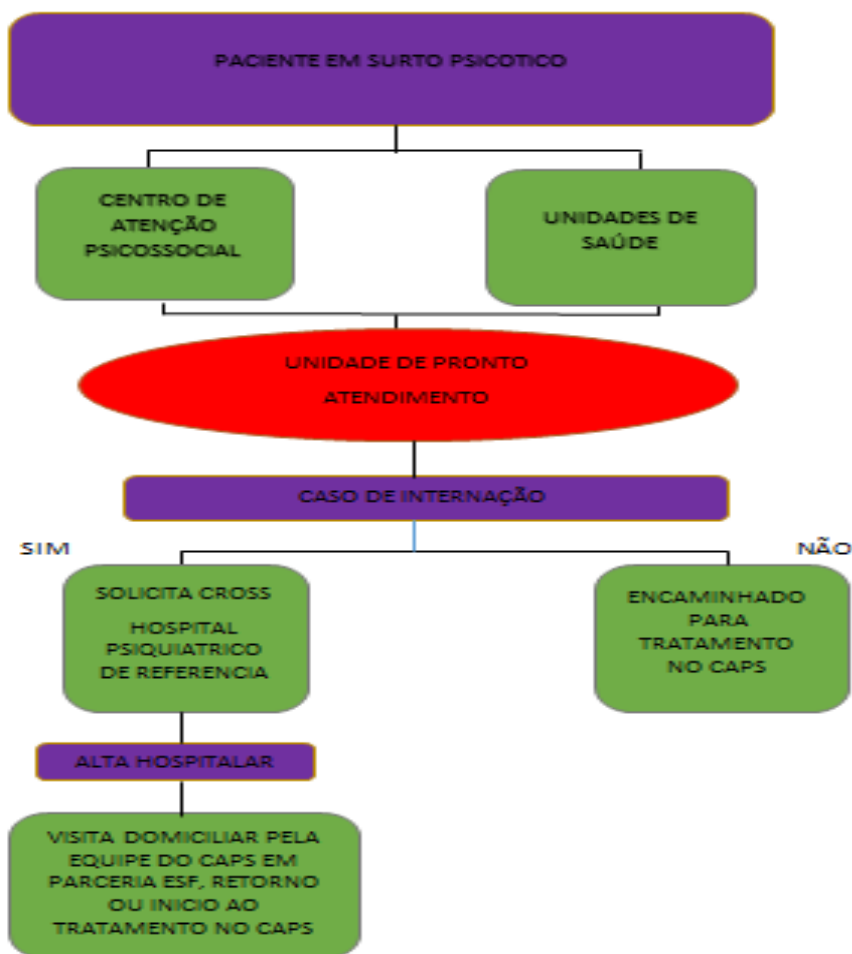 PACIENTE EM SURTO PSICOTICO
CENTRO DE
ATENÇÃO
PSICOSSOCIAL
UNIDADES DE
SAÚDE
UNIDADE DE PRONTO
ATENDIMENTO
CASO DE INTERNAÇÃO
SIM
NÃO
SOLICITA CROSS
HOSPITAL
PSIQUIATRICO
DE REFERENCIA
ENCAMINHADO
PARA
TRATAMENTO
NO CAPS
ALTA HOSPITALAR
VISITA DOMICILIAR PELA
EQUIPE DO CAPS EM
PARCERIA ESF, RETORNO
OU INICIO AO
TRATAMENTO NO CAPS